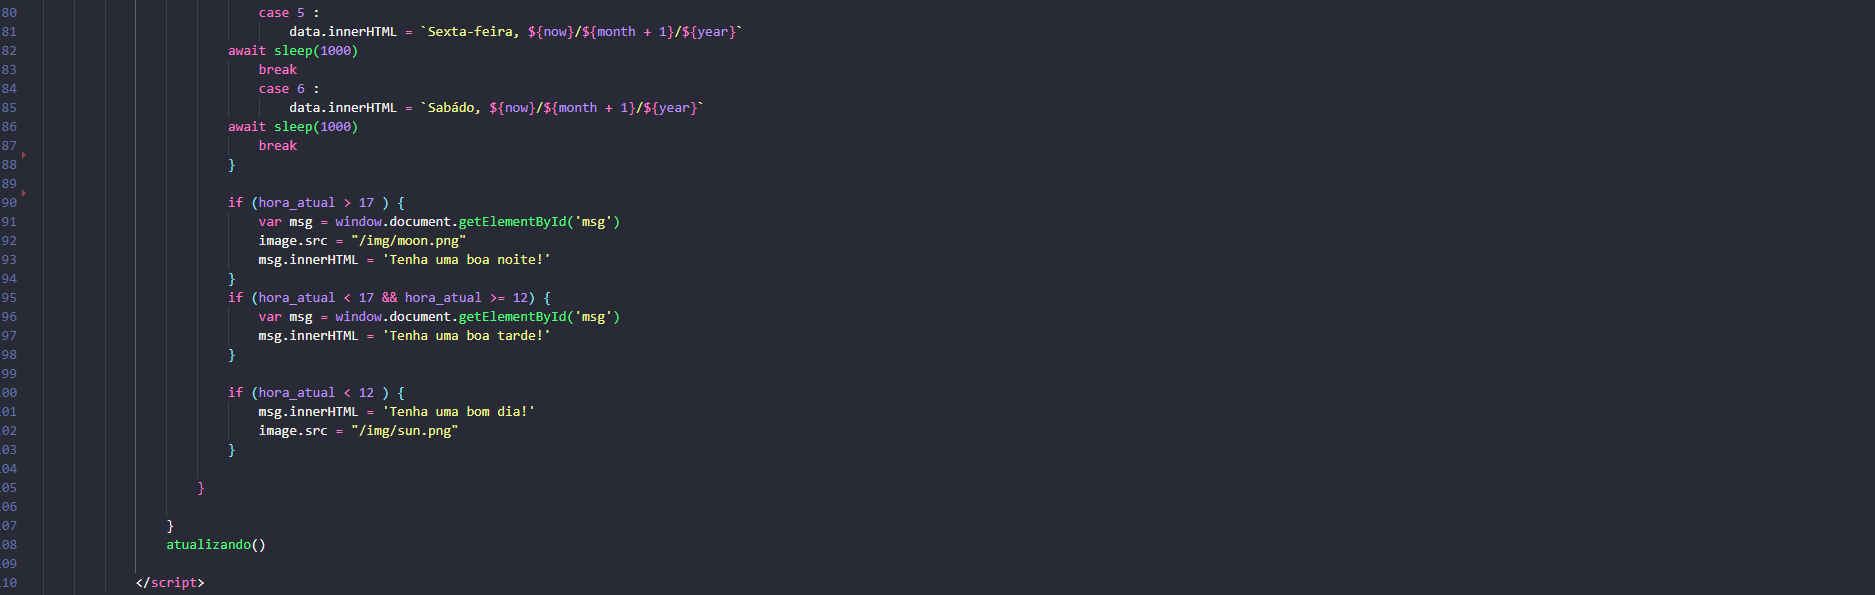 80 case 5 :
81 data.innerHTML = `Sexta-feira, ${now}/${month + 1}/${year}`
82 await sleep(1000)
83 break
84 case 6 :
85 data.innerHTML = `Sabádo, ${now}/${month + 1}/${year}`
86 await sleep(1000)
87 break
88 }
89
90 if (hora_atual > 17 ) {
91 var msg = window.document.getElementById('msg')
92 image.src = "/img/moon.png"
93 msg.innerHTML = 'Tenha uma boa noite!'
94 }
95 if (hora_atual < 17 && hora_atual >= 12) {
96 var msg = window.document.getElementById('msg')
97 msg.innerHTML = 'Tenha uma boa tarde!'
98 }
99
00 if (hora_atual < 12 ) {
01 msg.innerHTML = 'Tenha uma bom dia!'
02 image.src = "/img/sun.png"
03 }
04
05 }
06
07 }
08 atualizando()
09
10 </script>